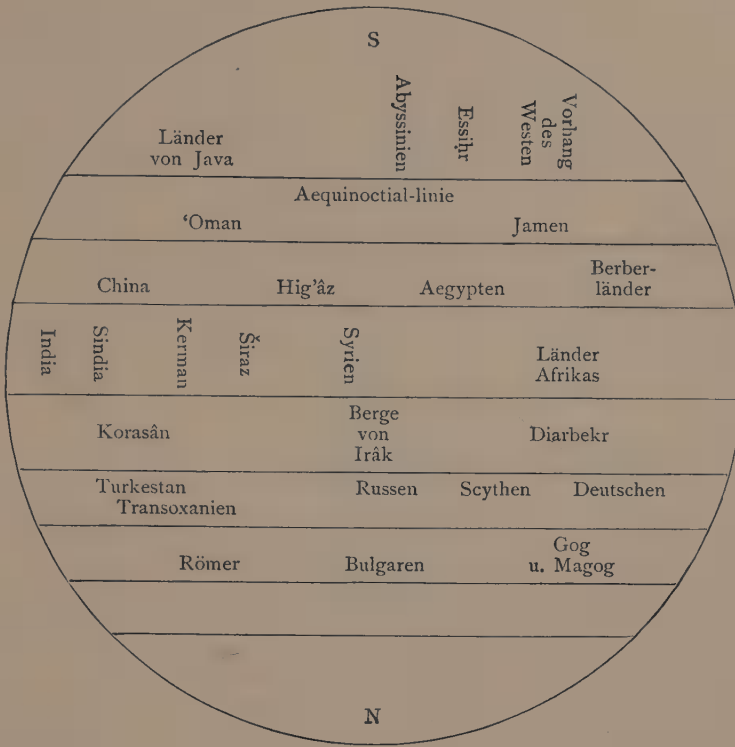 S
Länder
von Java
Abyssinien
Essiḥr
Vorhang
des
Westen
Aequinoctial-linie
‘Oman
Jamen
China
Hig’âz
Aegypten
Berber-
länder
India
Sindia
Kerman
Širaz
Syrien
Länder
Afrikas
Korasân
Berge
von
Irâk
Diarbekr
Turkestan
Transoxanien
Russen
Scythen
Deutschen
Römer
Bulgaren
Gog
u. Magog
N